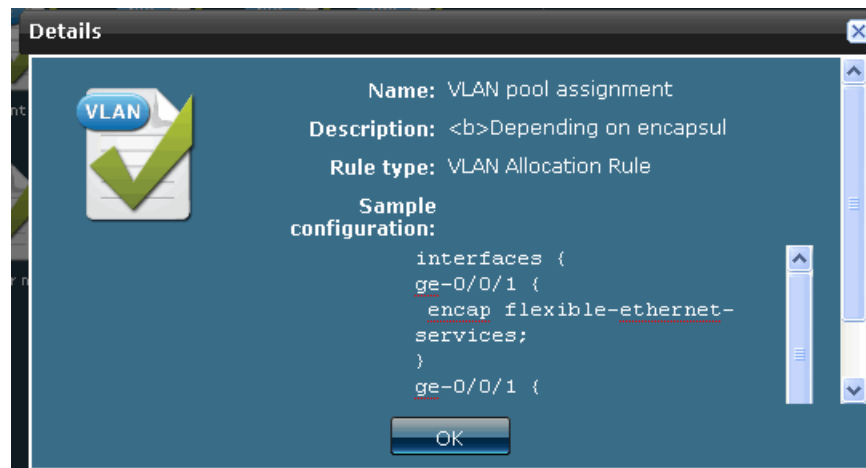 Details
nt
VLAN
Name: VLAN pool assignment
Description: <b>Depending on encapsul
Rule type: VLAN Allocation Rule
Sample
configuration:
interfaces {
ge-0/0/1 {
encap flexible-ethernet-
services;
}
ge-0/0/1 {
r n
OK